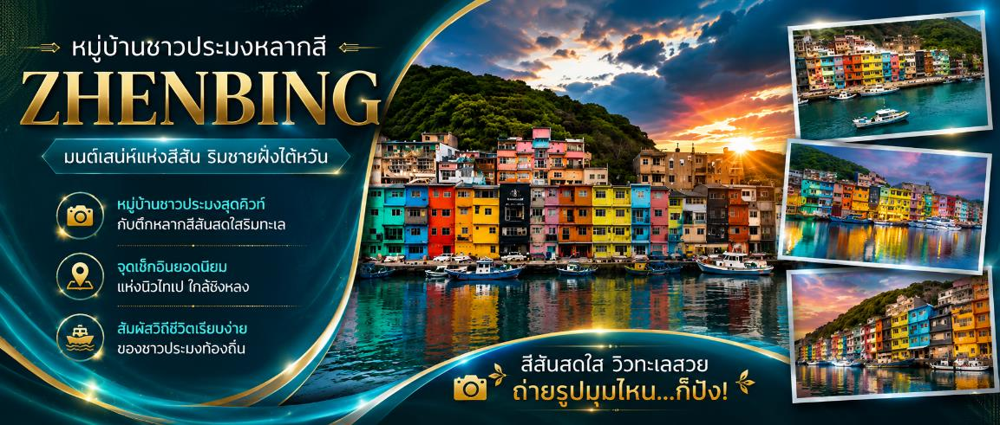 หมู่บ้านชาวประมงหลากสี
ZHENBING
มนต์เสน่ห์แห่งสีสัน ริมชายฝั่งไต้หวัน
หมู่บ้านชาวประมงสุดคิวท์
กับตึกหลากสีสันสดใสริมทะเล
จุดเช็กอินยอดนิยม
แห่งนิวไทเป ใกล้ชิงหลง
สัมผัสวิถีชีวิตเรียบง่าย
ของชาวประมงท้องถิ่น
สีสันสดใส วิวทะเลสวย
ถ่ายรูปมุมไหน...ก็ปัง!